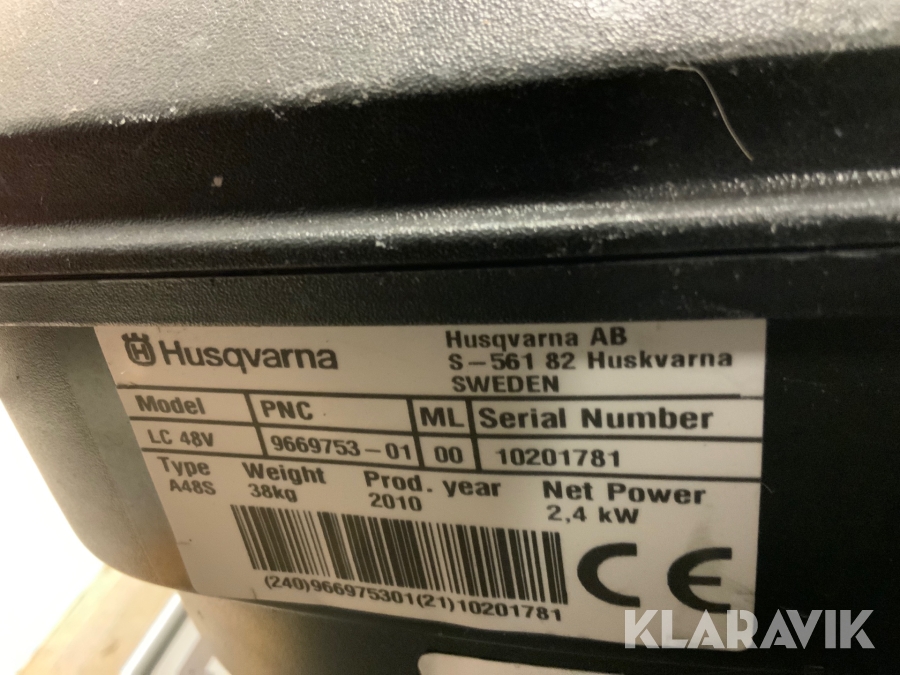 Husqvarna
Husqvarna AB
S-561 82 Huskvarna
SWEDEN
Model PNC ML Serial Number
LC 48V 9669753-01 00 10201781
Type Weight Prod. year Net Power
A48S 38kg 2010 2,4 kW
(240)966975301(21)10201781
CE
KLARAVIK